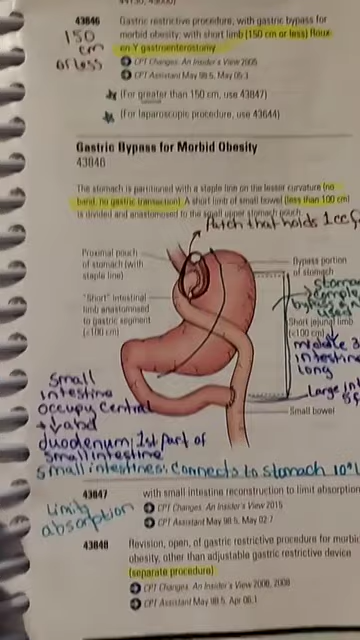 43846 Gastric restrictive procedure, with gastric bypass for
morbid obesity; with short limb (150 cm or less) Roux-
en-Y gastroenterostomy
150
cm
or less
CPT Changes: An Insider's View 2005
CPT Assistant May 98:5, May 05:3
(For greater than 150 cm, use 43847)
(For laparoscopic procedure, use 43644)
Gastric Bypass for Morbid Obesity
43846
The stomach is partitioned with a staple line on the lesser curvature (no
band, no gastric transection). A short limb of small bowel (less than 100 cm)
is divided and anastomosed to the small upper stomach pouch.
that holds 1cc
Proximal pouch
of stomach (with
staple line)
"Short" intestinal
limb anastomosed
to gastric segment
(<100 cm)
Bypass portion
of stomach
Short jejunal limb
(<100 cm)
intestine
long
Small bowel
small
intestine
occupy central
abd
duodenum: 1st part of
small intestine
small intestines: Connects to stomach
43847 with small intestine reconstruction to limit absorption
CPT Changes: An Insider's View 2015
CPT Assistant May 98:5, May 02:7
Limits
absorption
43848 Revision, open, of gastric restrictive procedure for morbid
obesity, other than adjustable gastric restrictive device
(separate procedure)
CPT Changes: An Insider's View 2006, 2008
CPT Assistant May 98:5, Apr 06:1